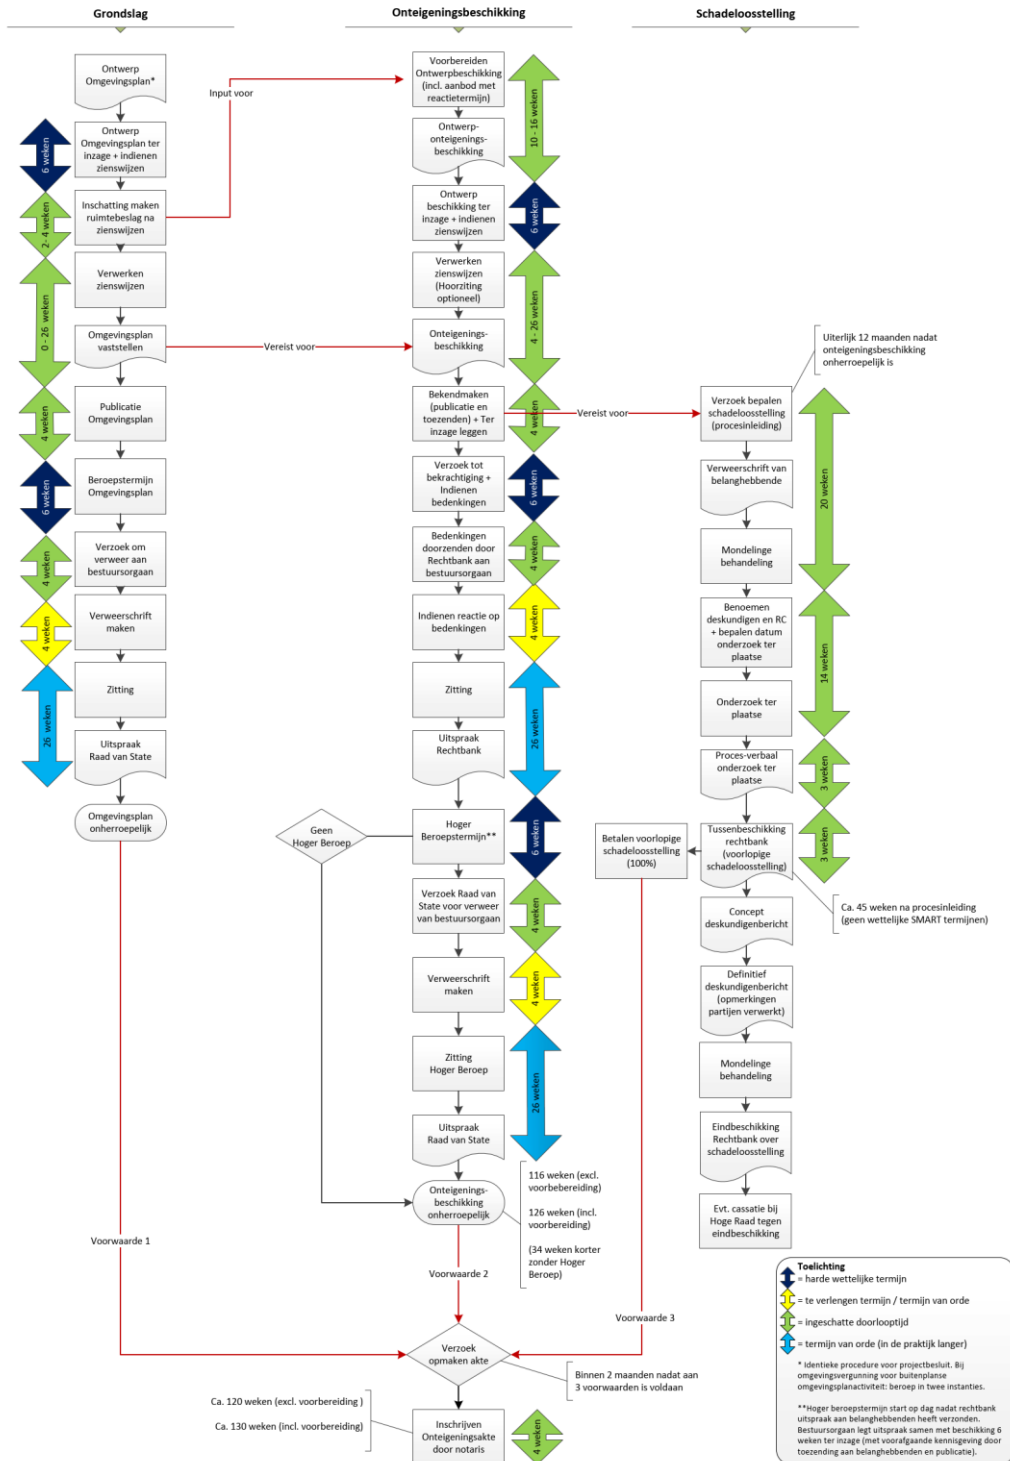 Grondslag
Ontwerp
Omgevingsplan*
Ontwerp
Omgevingsplan ter
inzage + indienen
zienswijzen
6 weken
Inschatting maken
ruimtebeslag na
zienswijzen
2- 4 weken
Verwerken
zienswijzen
0 - 26 weken
Omgevingsplan
vaststellen
Publicatie
Omgevingsplan
4 weken
Beroepstermijn
Omgevingsplan
6 weken
Verzoek om
verweer aan
bestuursorgaan
4 weken
Verweerschrift
maken
4 weken
Zitting
26 weken
Uitspraak
Raad van State
Omgevingsplan
onherroepelijk
Voorwaarde 1
Input voor
Vereist voor
Onteigeningsbeschikking
Voorbereiden
Ontwerpbeschikking
(incl. aanbod met
reactietermijn)
10 - 16 weken
Ontwerp-
onteigenings-
beschikking
Ontwerp
beschikking ter
inzage + indienen
zienswijzen
6 weken
Verwerken
zienswijzen
(Hoorziting
optioneel)
4 - 26 weken
Onteigenings-
beschikking
Bekendmaken
(publicatie en
toezenden) + Ter
inzage leggen
4 weken
Vereist voor
Verzoek tot
bekrachtiging +
Indienen
bedenkingen
6 weken
Bedenkingen
doorzenden door
Rechtbank aan
bestuursorgaan
4 weken
Indienen reactie op
bedenkingen
4 weken
Zitting
26 weken
Uitspraak
Rechtbank
Geen
Hoger Beroep
Hoger
Beroepstermijn**
6 weken
Verzoek Raad van
State voor verweer
van bestuursorgaan
4 weken
Verweerschrift
maken
4 weken
Zitting
Hoger Beroep
26 weken
Uitspraak
Raad van State
Onteigenings-
beschikking
onherroepelijk
116 weken (excl.
voorbebereiding)
126 weken (incl.
voorbereiding)
(34 weken korter
zonder Hoger
Beroep)
Voorwaarde 2
Verzoek
opmaken akte
Binnen 2 maanden nadat aan
3 voorwaarden is voldaan
Ca. 120 weken (excl. voorbereiding )
Ca. 130 weken (incl. voorbereiding)
Inschrijven
Onteigeningsakte
door notaris
4 weken
Schadeloosstelling
Uiterlijk 12 maanden nadat
onteigeningsbeschikking
onherroepelijk is
Verzoek bepalen
schadeloosstelling
(procesinleiding)
Verweerschrift van
belanghebbende
20 weken
Mondelinge
behandeling
Benoemen
deskundigen en RC
+ bepalen datum
onderzoek ter
plaatse
14 weken
Onderzoek ter
plaatse
Proces-verbaal
onderzoek ter
plaatse
3 weken
Tussenbeschikking
rechtbank
(voorlopige
schadeloosstelling)
3 weken
Betalen voorlopige
schadeloosstelling
(100%)
Ca. 45 weken na procesinleiding
(geen wettelijke SMART termijnen)
Concept
deskundigenbericht
Definitief
deskundigenbericht
(opmerkingen
partijen verwerkt)
Mondelinge
behandeling
Eindbeschikking
Rechtbank over
schadeloosstelling
Evt. cassatie bij
Hoge Raad tegen
eindbeschikking
Voorwaarde 3
Toelichting
= harde wettelijke termijn
= te verlengen termijn / termijn van orde
= ingeschatte doorlooptijd
= termijn van orde (in de praktijk langer)
* Identieke procedure voor projectbesluit. Bij
omgevingsvergunning voor buitenplanse
omgevingsplanactiviteit: beroep in twee instanties.
**Hoger beroepstermijn start op dag nadat rechtbank
uitspraak aan belanghebbenden heeft verzonden.
Bestuursorgaan legt uitspraak samen met beschikking 6
weken ter inzage (met voorafgaande kennisgeving door
toezending aan belanghebbenden en publicatie).